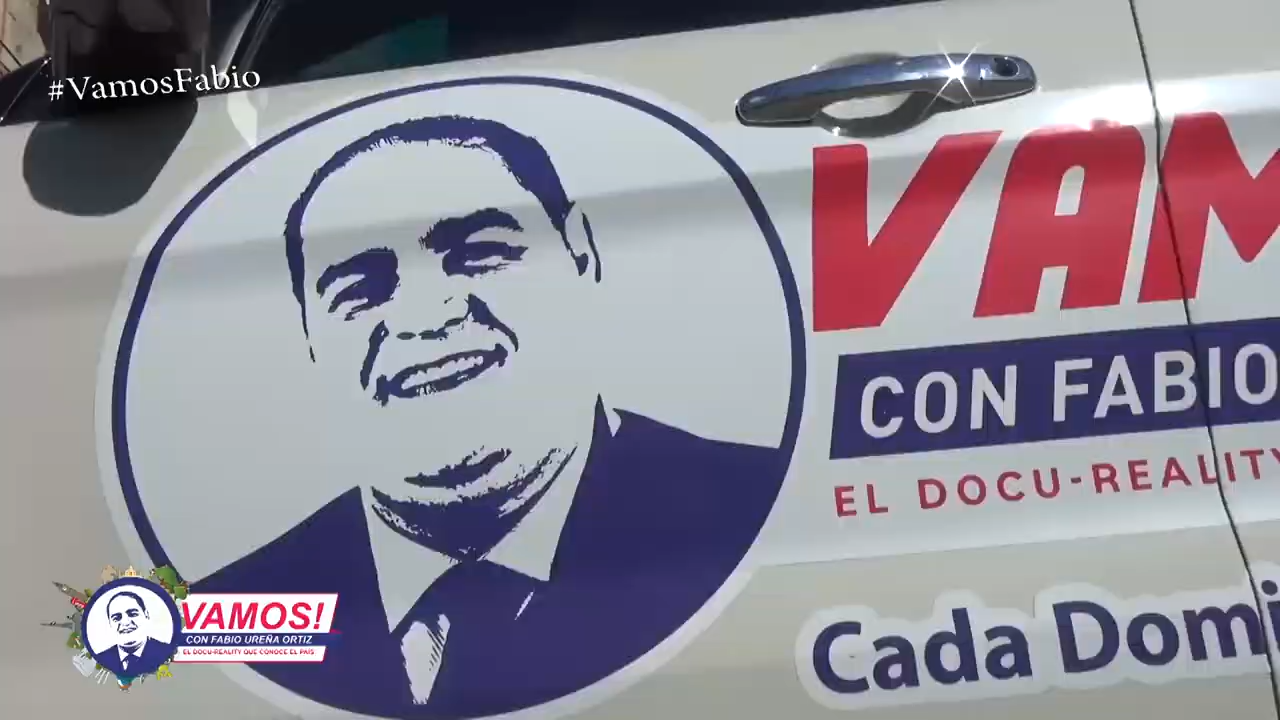 #VamosFabio
VAM
CON FABIO
EL DOCU-REALITY
Cada Domi
VAMOS!
CON FABIO UREÑA ORTIZ
EL DOCU-REALITY QUE CONOCE EL PAÍS